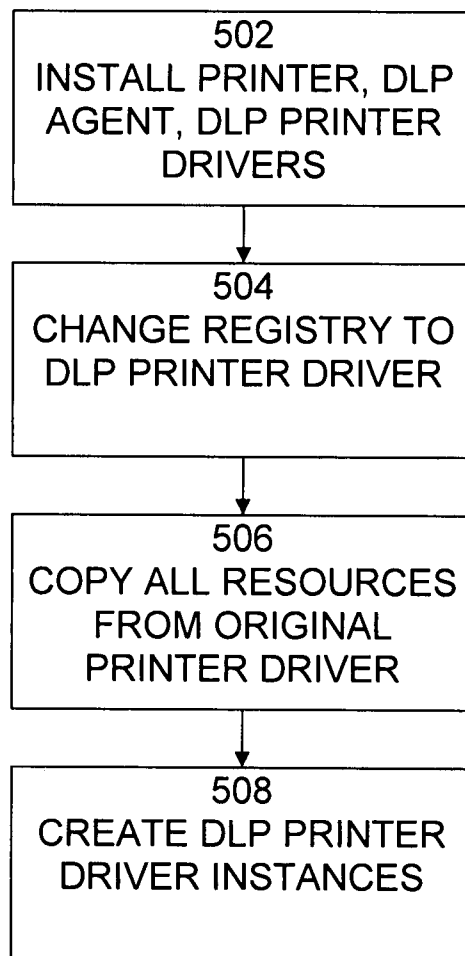 502
INSTALL PRINTER, DLP
AGENT, DLP PRINTER
DRIVERS
504
CHANGE REGISTRY TO
DLP PRINTER DRIVER
506
COPY ALL RESOURCES
FROM ORIGINAL
PRINTER DRIVER
508
CREATE DLP PRINTER
DRIVER INSTANCES